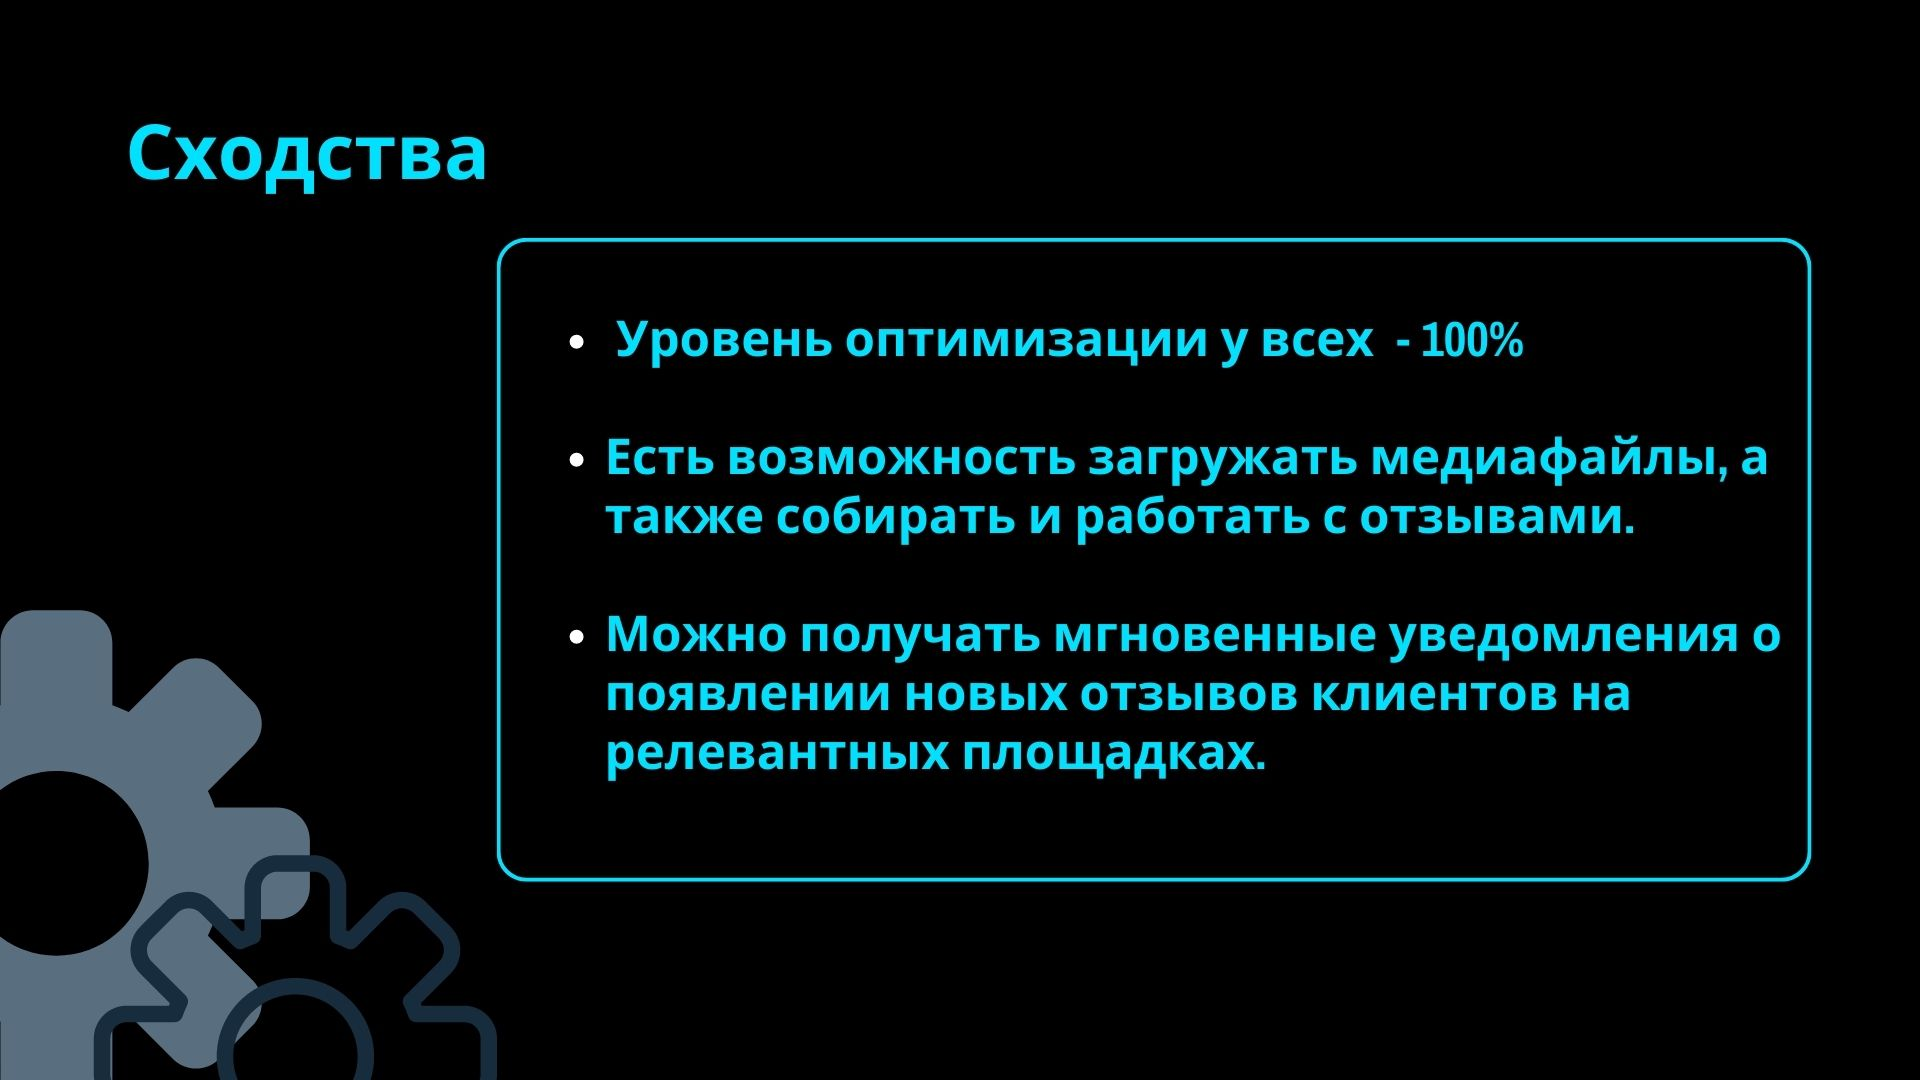 Сходства
• Уровень оптимизации у всех - 100%
• Есть возможность загружать медиафайлы, а
также собирать и работать с отзывами.
• Можно получать мгновенные уведомления о
появлении новых отзывов клиентов на
релевантных площадках.